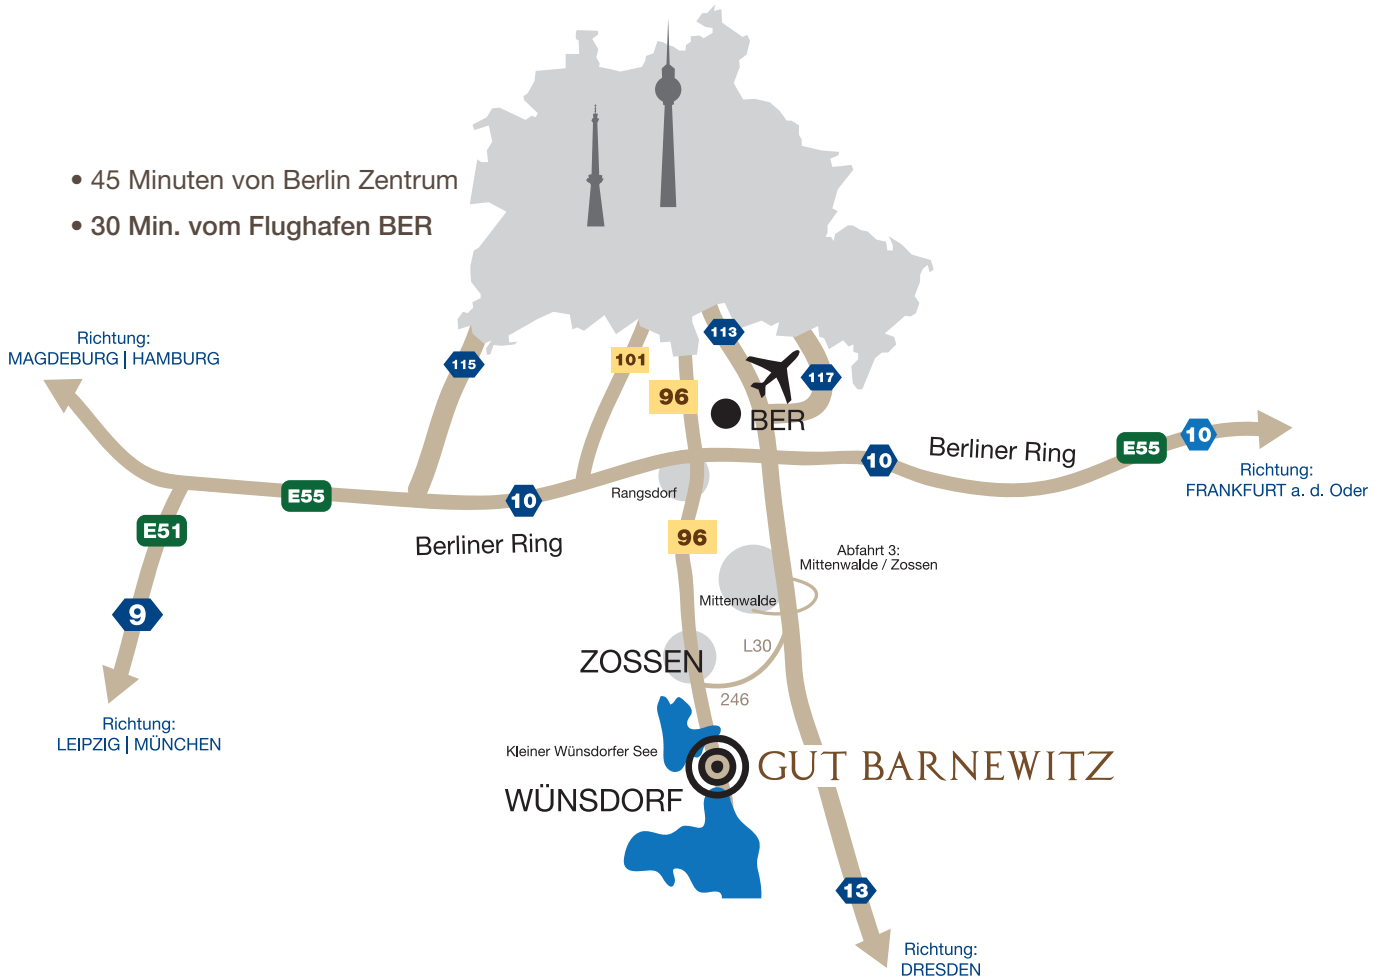 • 45 Minuten von Berlin Zentrum
• 30 Min. vom Flughafen BER
Richtung:
MAGDEBURG | HAMBURG
115
101
113
117
96
BER
Berliner Ring
E55
10
10
Richtung:
FRANKFURT a. d. Oder
E55
10
Rangsdorf
E51
Berliner Ring
96
Abfahrt 3:
Mittenwalde / Zossen
Mittenwalde
9
L30
ZOSSEN
246
Richtung:
LEIPZIG | MÜNCHEN
Kleiner Wünsdorfer See
GUT BARNEWITZ
WÜNSDORF
13
Richtung:
DRESDEN